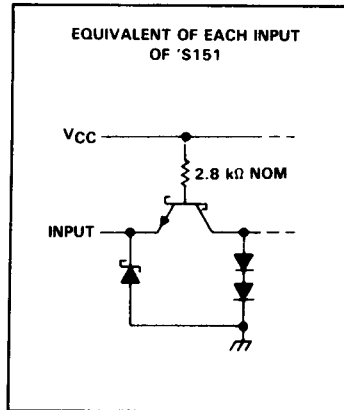 EQUIVALENT OF EACH INPUT
OF 'S151
VCC
2.8 kΩ NOM
INPUT